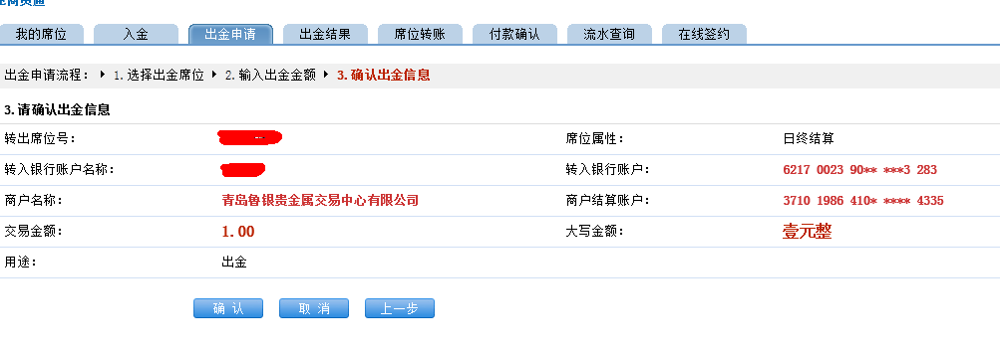 我的席位 入金 出金申请 出金结果 席位转账 付款确认 流水查询 在线签约
出金申请流程： 1. 选择出金席位 2. 输入出金金额 3. 确认出金信息
3. 请确认出金信息
转出席位号： 席位属性： 日终结算
转入银行账户名称： 转入银行账户： 6217 0023 90** ***3 283
商户名称： 青岛鲁银贵金属交易中心有限公司 商户结算账户： 3710 1986 410* **** 4335
交易金额： 1.00 大写金额： 壹元整
用途： 出金
确 认 取 消 上一步